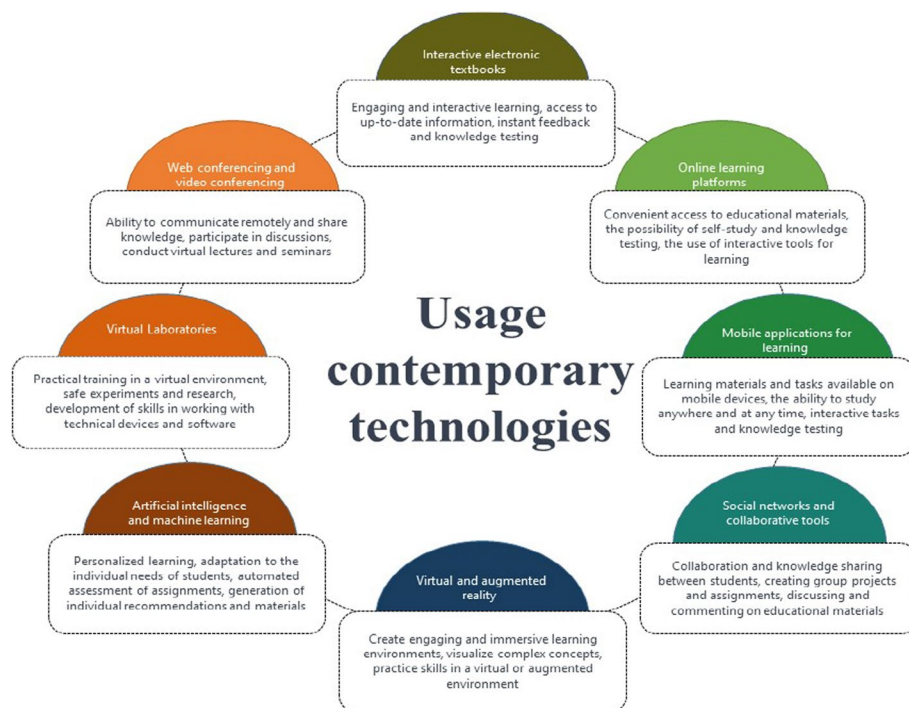 Interactive electronic
textbooks
Engaging and interactive learning, access to
up-to-date information, instant feedback
and knowledge testing
Web conferencing and
video conferencing
Ability to communicate remotely and share
knowledge, participate in discussions,
conduct virtual lectures and seminars
Online learning
platforms
Convenient access to educational materials,
the possibility of self-study and knowledge
testing, the use of interactive tools for
learning
Usage
contemporary
technologies
Virtual Laboratories
Practical training in a virtual environment,
safe experiments and research,
development of skills in working with
technical devices and software
Mobile applications for
learning
Learning materials and tasks available on
mobile devices, the ability to study
anywhere and at any time, interactive tasks
and knowledge testing
Artificial intelligence
and machine learning
Personalized learning, adaptation to the
individual needs of students, automated
assessment of assignments, generation of
individual recommendations and materials
Social networks and
collaborative tools
Collaboration and knowledge sharing
between students, creating group projects
and assignments, discussing and
commenting on educational materials
Virtual and augmented
reality
Create engaging and immersive learning
environments, visualize complex concepts,
practice skills in a virtual or augmented
environment